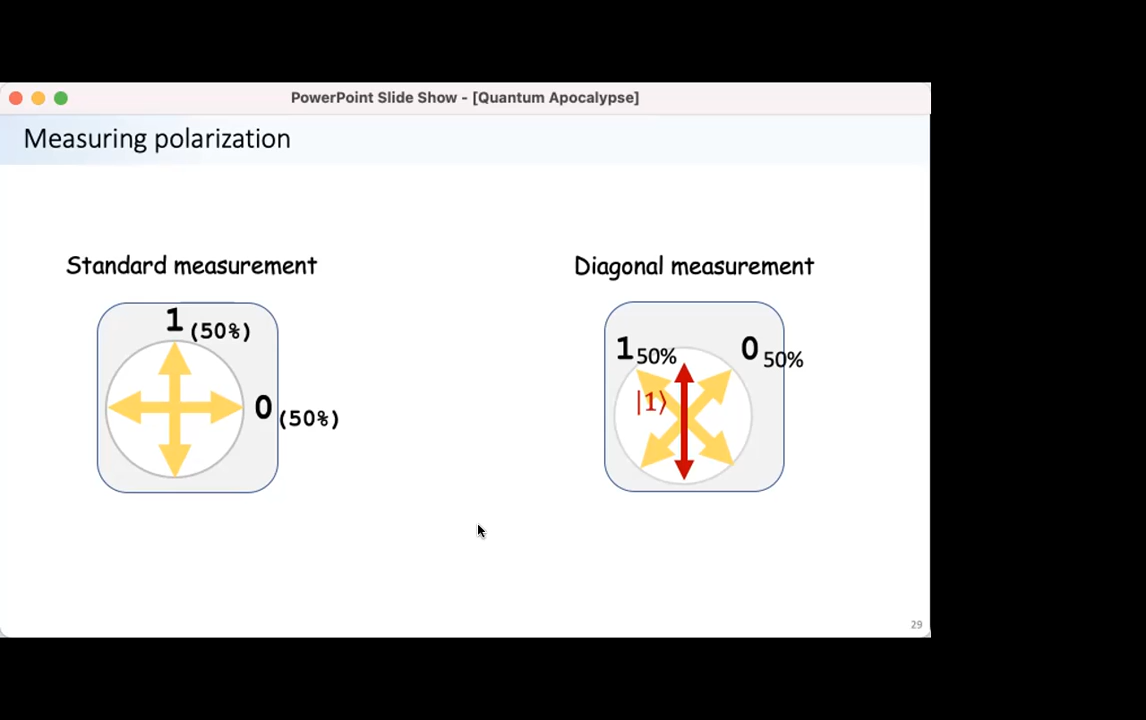 PowerPoint Slide Show - [Quantum Apocalypse]
Measuring polarization
Standard measurement
1 (50%)
0 (50%)
Diagonal measurement
1 50%
0 50%
|1⟩
29